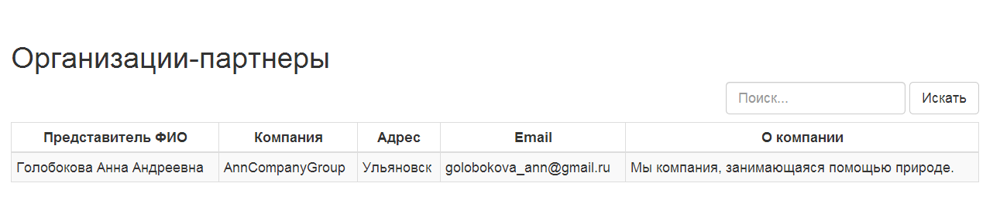 Организации-партнеры
Поиск... Искать
Представитель ФИО Компания Адрес Email О компании
Голобокова Анна Андреевна AnnCompanyGroup Ульяновск golobokova_ann@gmail.ru Мы компания, занимающаяся помощью природе.